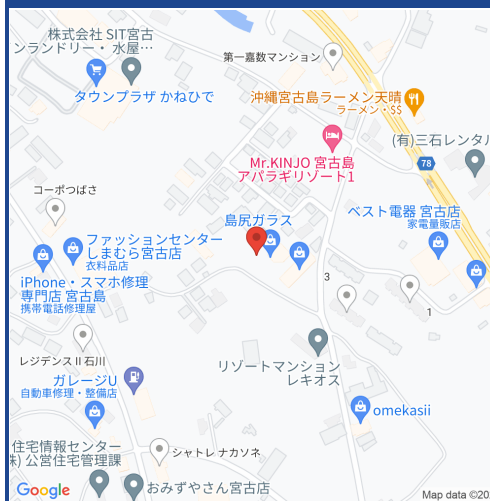 株式会社 SIT宮古
ンランドリー・ 水屋…
第一嘉数マンション
タウンプラザ かねひで
沖縄宮古島ラーメン天晴
ラーメン・$$
(有)三石レンタル
Mr.KINJO 宮古島
アパラギリゾート1
78
コーポつばさ
島尻ガラス
ベスト電器 宮古店
家電量販店
ファッションセンター
しまむら宮古店
衣料品店
iPhone・スマホ修理
専門店 宮古島
携帯電話修理屋
3
1
レジデンスⅡ石川
リゾートマンション
レキオス
ガレージU
自動車修理・整備店
omekasii
住宅情報センター
株) 公営住宅管理課
シャトレ ナカソネ
おみずやさん宮古店
Google
Map data ©20